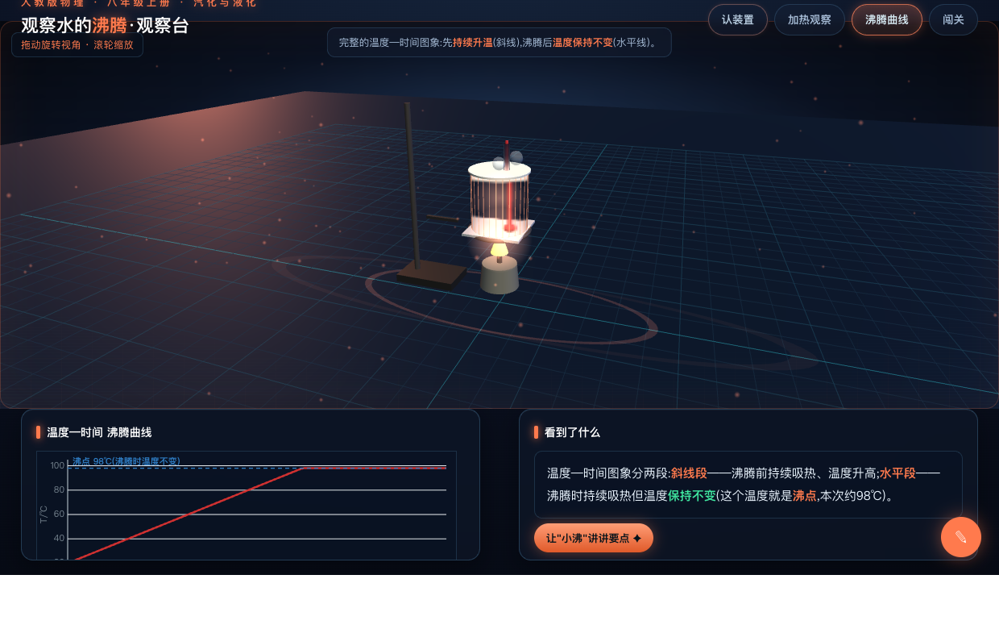 人教版物理 · 八年级上册 · 汽化与液化
观察水的沸腾·观察台
拖动旋转视角 · 滚轮缩放
完整的温度—时间图象:先持续升温(斜线),沸腾后温度保持不变(水平线)。
认装置
加热观察
沸腾曲线
闯关
温度—时间 沸腾曲线
沸点 98℃(沸腾时温度不变)
100
80
60
40
T/℃
看到了什么
温度—时间图象分两段:斜线段——沸腾前持续吸热、温度升高;水平段——
沸腾时持续吸热但温度保持不变(这个温度就是沸点,本次约98℃)。
让"小沸"讲讲要点 ✦